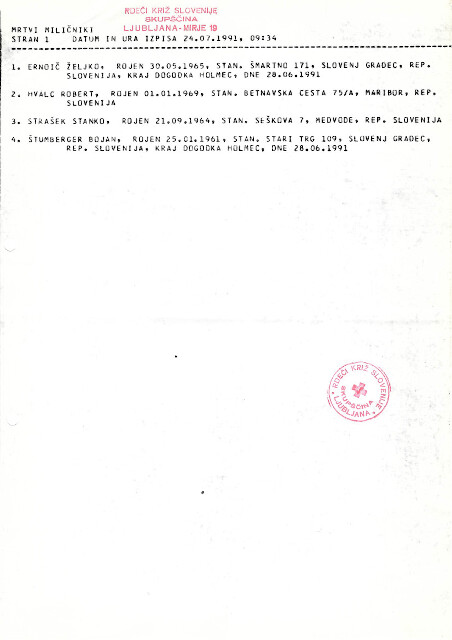 RDEČI KRIŽ SLOVENIJE
SKUPŠČINA
LJUBLJANA-MIRJE 19
MRTVI MILIČNIKI
STRAN 1 DATUM IN URA IZPISA 24.07.1991, 09:34
1. ERNOIČ ŽELJKO, ROJEN 30.05.1965, STAN. ŠMARTNO 171, SLOVENJ GRADEC, REP.
SLOVENIJA, KRAJ DOGODKA HOLMEC, DNE 28.06.1991
2. HVALC ROBERT, ROJEN 01.01.1969, STAN. BETNAVSKA CESTA 75/A, MARIBOR, REP.
SLOVENIJA
3. STRAŠEK STANKO, ROJEN 21.09.1964, STAN. SEŠKOVA 7, MEDVODE, REP. SLOVENIJA
4. ŠTUMBERGER BOJAN, ROJEN 25.01.1961, STAN. STARI TRG 109, SLOVENJ GRADEC,
REP. SLOVENIJA, KRAJ DOGODKA HOLMEC, DNE 28.06.1991
RDEČI KRIŽ SLOVENIJE
SKUPŠČINA
LJUBLJANA